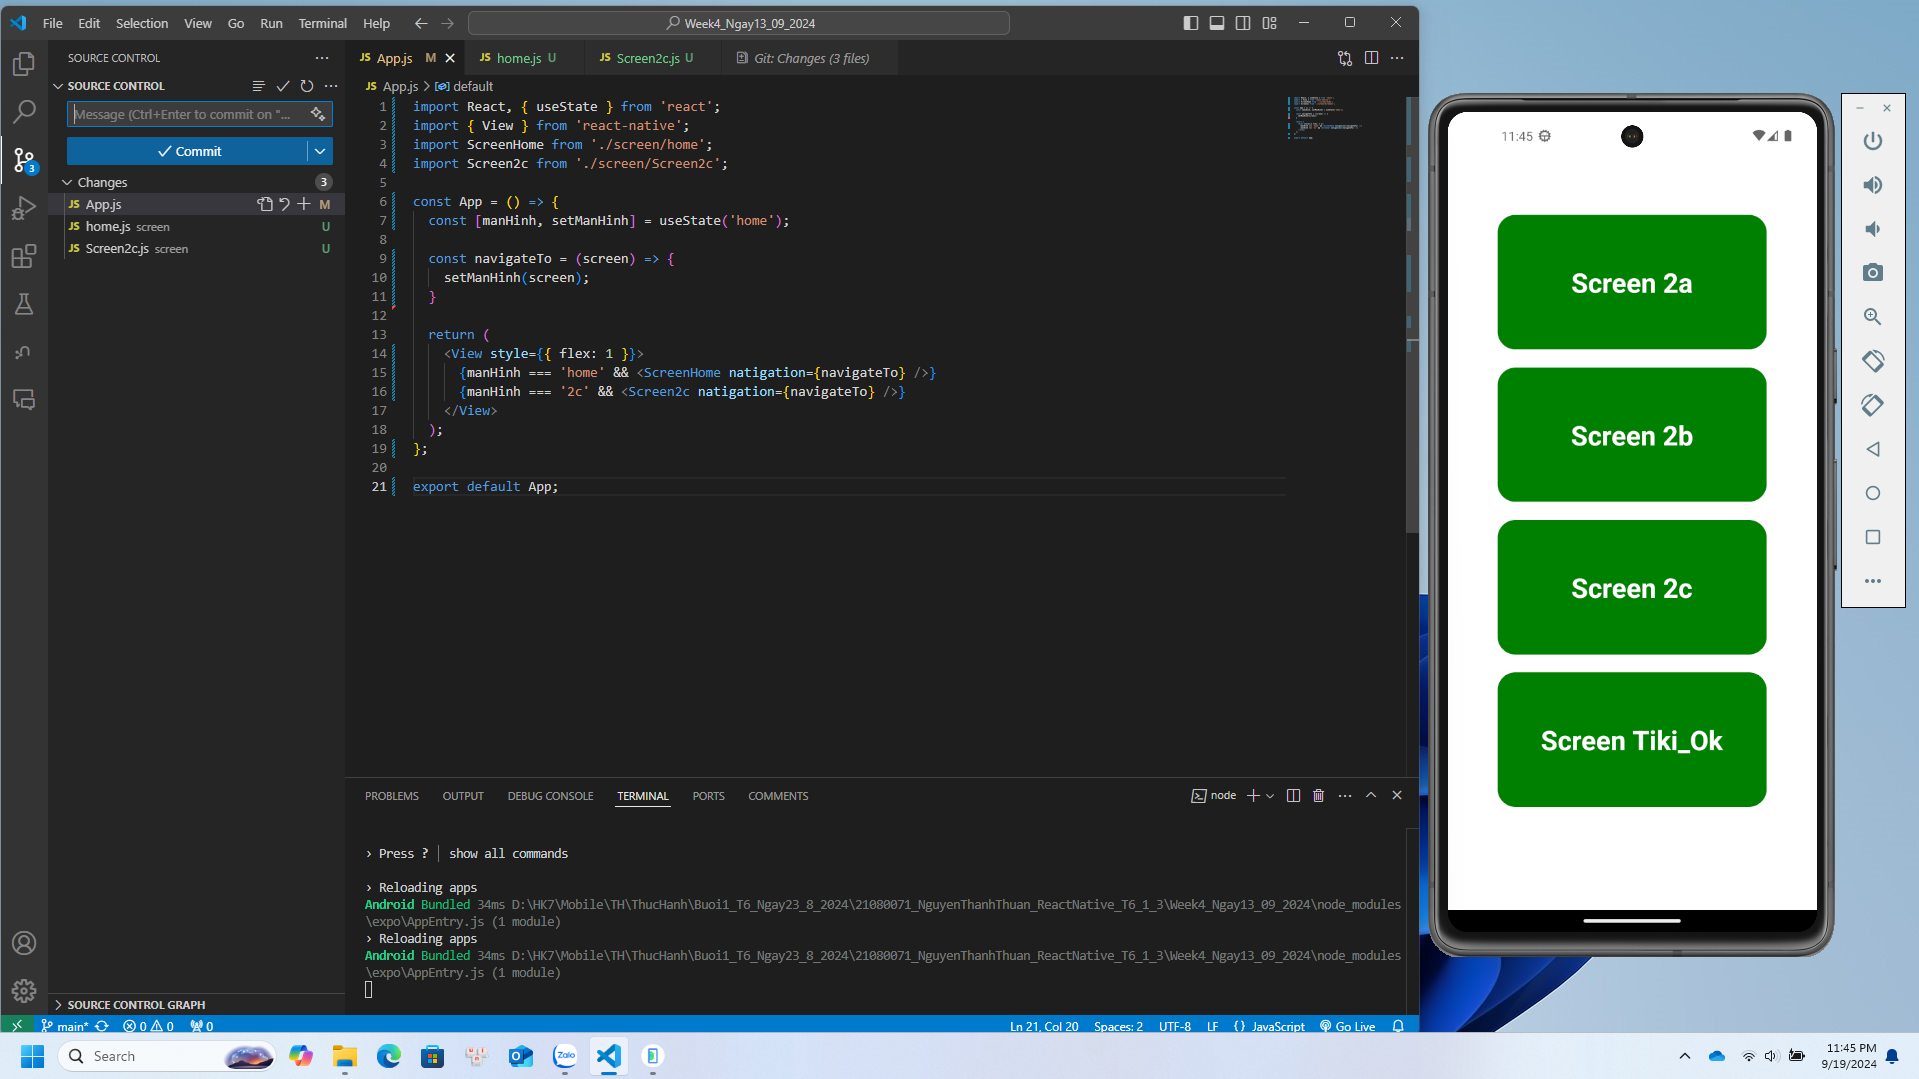 File Edit Selection View Go Run Terminal Help
Week4_Ngay13_09_2024
SOURCE CONTROL
SOURCE CONTROL
Message (Ctrl+Enter to commit on "...
Commit
Changes 3
App.js M
home.js screen U
Screen2c.js screen U
SOURCE CONTROL GRAPH
3
JS App.js M
JS home.js U
JS Screen2c.js U
Git: Changes (3 files)
JS App.js > default
1 import React, { useState } from 'react';
2 import { View } from 'react-native';
3 import ScreenHome from './screen/home';
4 import Screen2c from './screen/Screen2c';
5
6 const App = () => {
7 const [manHinh, setManHinh] = useState('home');
8
9 const navigateTo = (screen) => {
10 setManHinh(screen);
11 }
12
13 return (
14 <View style={{ flex: 1 }}>
15 {manHinh === 'home' && <ScreenHome natigation={navigateTo} />}
16 {manHinh === '2c' && <Screen2c natigation={navigateTo} />}
17 </View>
18 );
19 };
20
21 export default App;
PROBLEMS OUTPUT DEBUG CONSOLE TERMINAL PORTS COMMENTS
node
› Press ? │ show all commands
› Reloading apps
Android Bundled 34ms D:\HK7\Mobile\TH\ThucHanh\Buoi1_T6_Ngay23_8_2024\21080071_NguyenThanhThuan_ReactNative_T6_1_3\Week4_Ngay13_09_2024\node_modules
\expo\AppEntry.js (1 module)
› Reloading apps
Android Bundled 34ms D:\HK7\Mobile\TH\ThucHanh\Buoi1_T6_Ngay23_8_2024\21080071_NguyenThanhThuan_ReactNative_T6_1_3\Week4_Ngay13_09_2024\node_modules
\expo\AppEntry.js (1 module)
main* 0 0 0
Ln 21, Col 20 Spaces: 2 UTF-8 LF {} JavaScript Go Live
11:45
Screen 2a
Screen 2b
Screen 2c
Screen Tiki_Ok
Search
Zalo
11:45 PM
9/19/2024